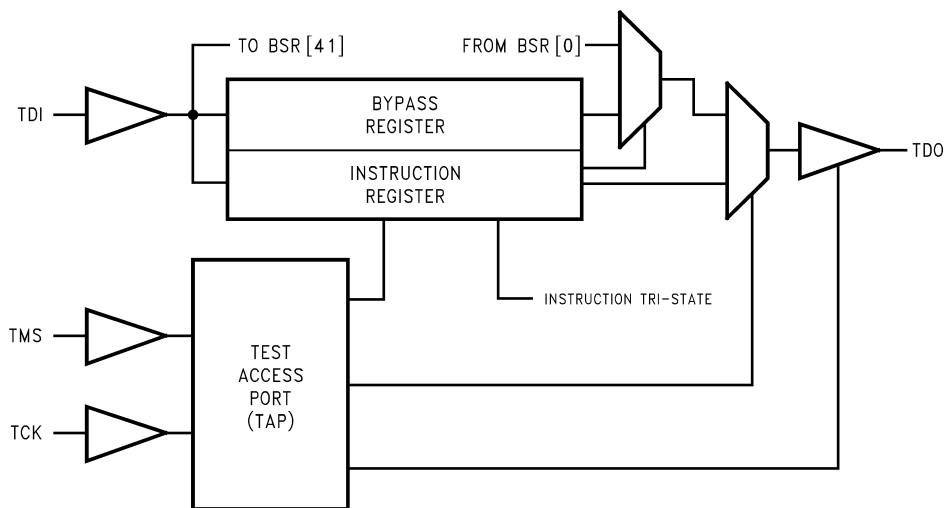 TO BSR [41]
FROM BSR [0]
TDI
BYPASS
REGISTER
INSTRUCTION
REGISTER
TDO
INSTRUCTION TRI-STATE
TMS
TEST
ACCESS
PORT
(TAP)
TCK